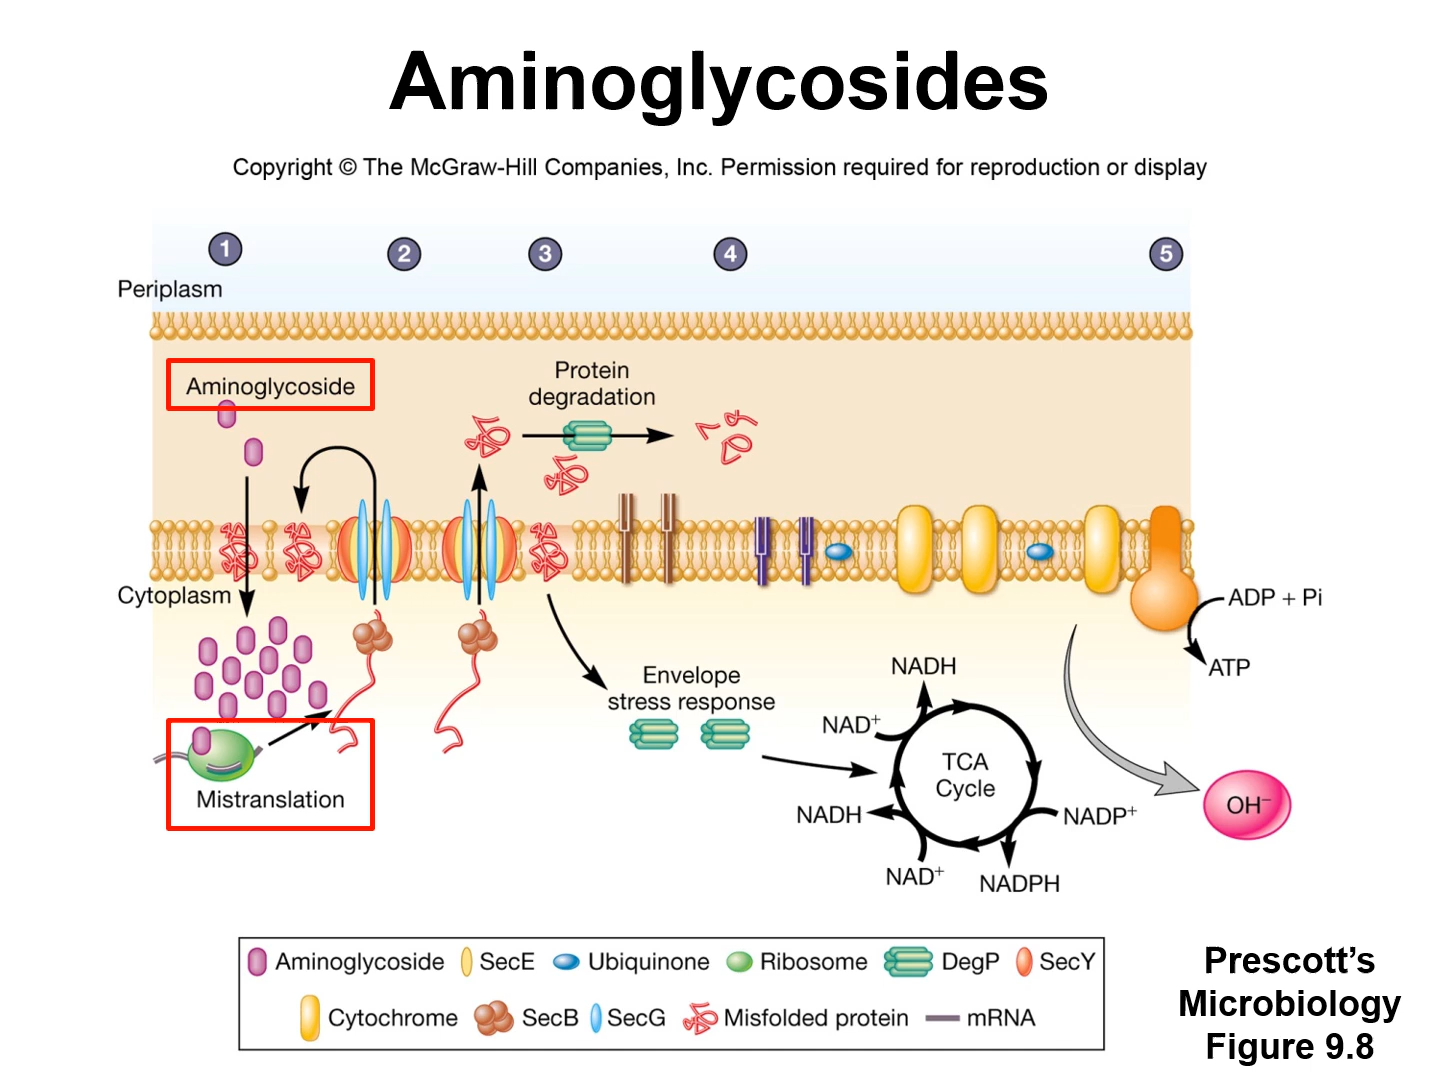 Aminoglycosides
Copyright © The McGraw-Hill Companies, Inc. Permission required for reproduction or display
1
2
3
4
5
Periplasm
Aminoglycoside
Protein
degradation
Cytoplasm
ADP + Pi
ATP
Envelope
stress response
NADH
NAD⁺
TCA
Cycle
NADH
NADP⁺
NAD⁺
NADPH
OH⁻
Mistranslation
Aminoglycoside SecE Ubiquinone Ribosome DegP SecY
Cytochrome SecB SecG Misfolded protein mRNA
Prescott’s
Microbiology
Figure 9.8